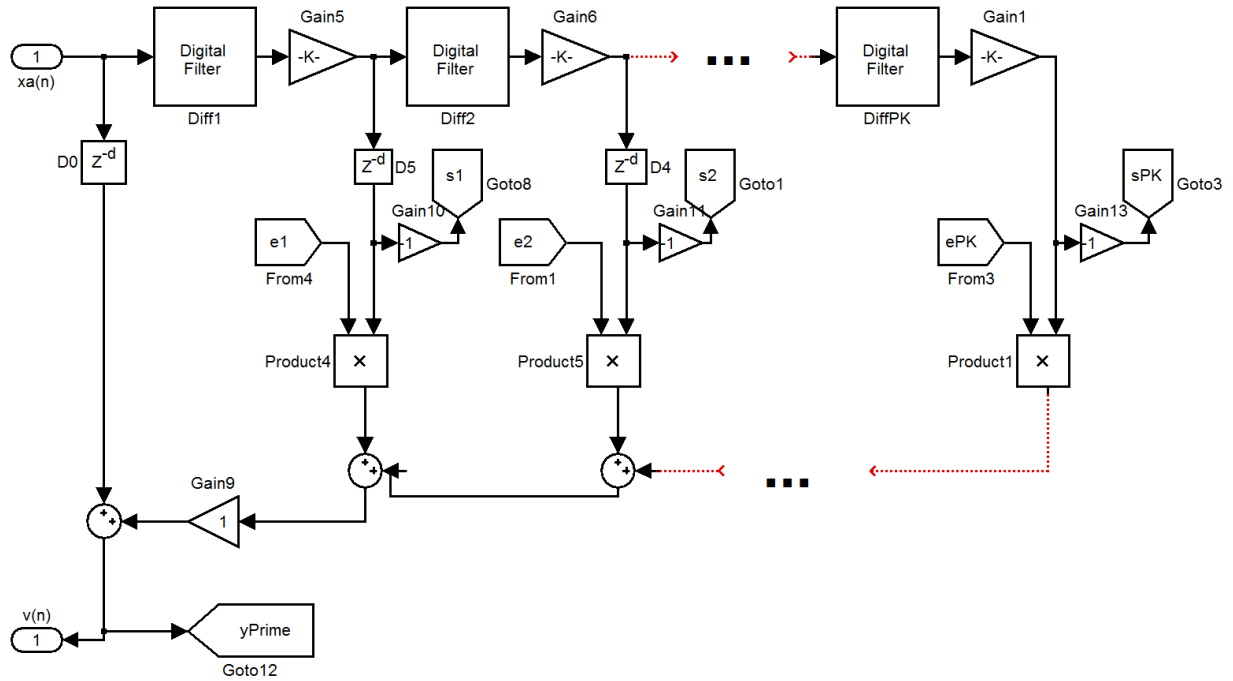 Gain5
Gain6
Gain1
1
xa(n)
Digital
Filter
Diff1
-K-
Digital
Filter
Diff2
-K-
...
Digital
Filter
DiffPK
-K-
D0
Z-d
Z-d
D5
s1
Goto8
Z-d
D4
s2
Goto1
sPK
Goto3
Gain10
-1
Gain11
-1
Gain13
-1
e1
From4
e2
From1
ePK
From3
Product4
×
Product5
×
Product1
×
+
+
+
+
...
Gain9
1
+
+
v(n)
1
yPrime
Goto12